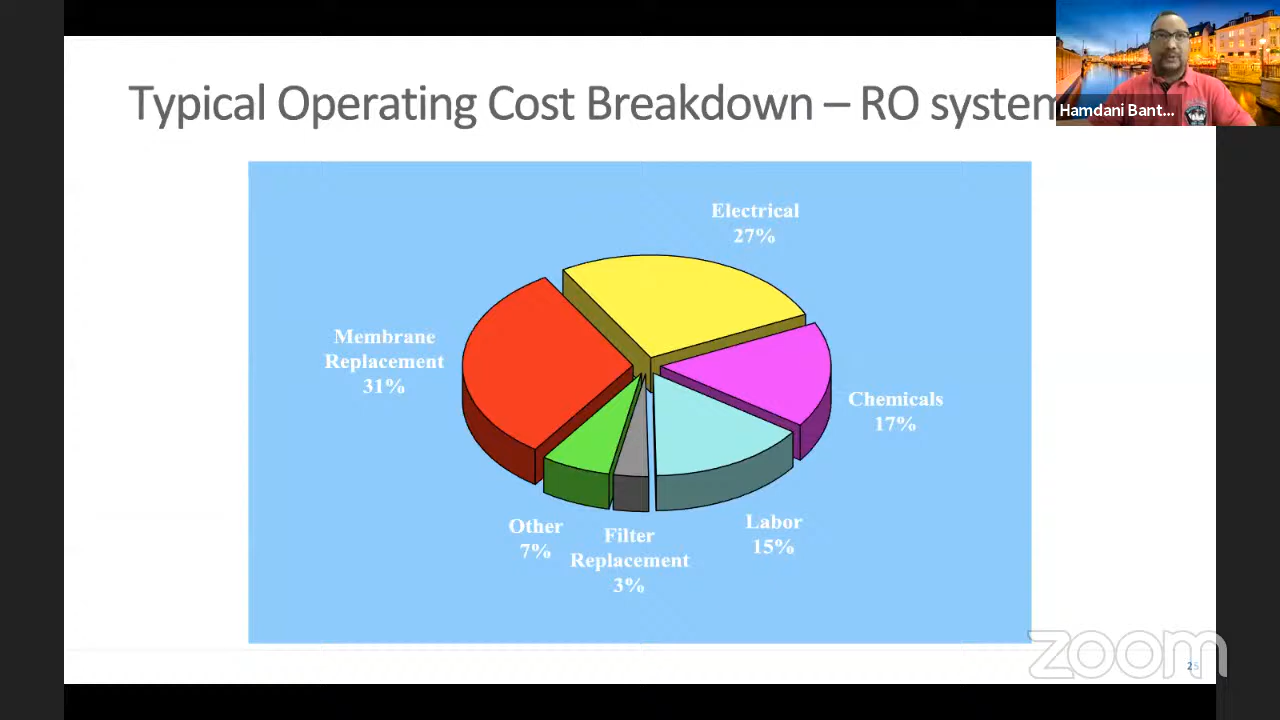 Typical Operating Cost Breakdown – RO system
Hamdani Bant...
Electrical
27%
Membrane
Replacement
31%
Chemicals
17%
Labor
15%
Other
7%
Filter
Replacement
3%
zoom
25